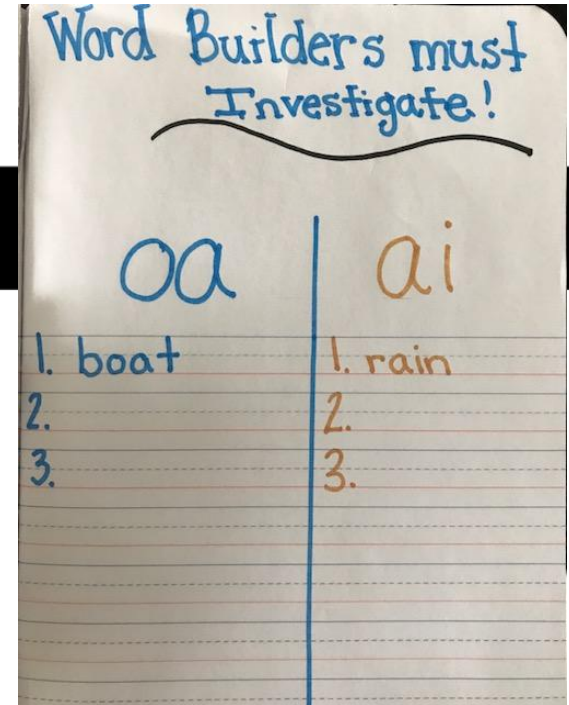 Word Builders must
Investigate!
oa ai
1. boat 1. rain
2. 2.
3. 3.